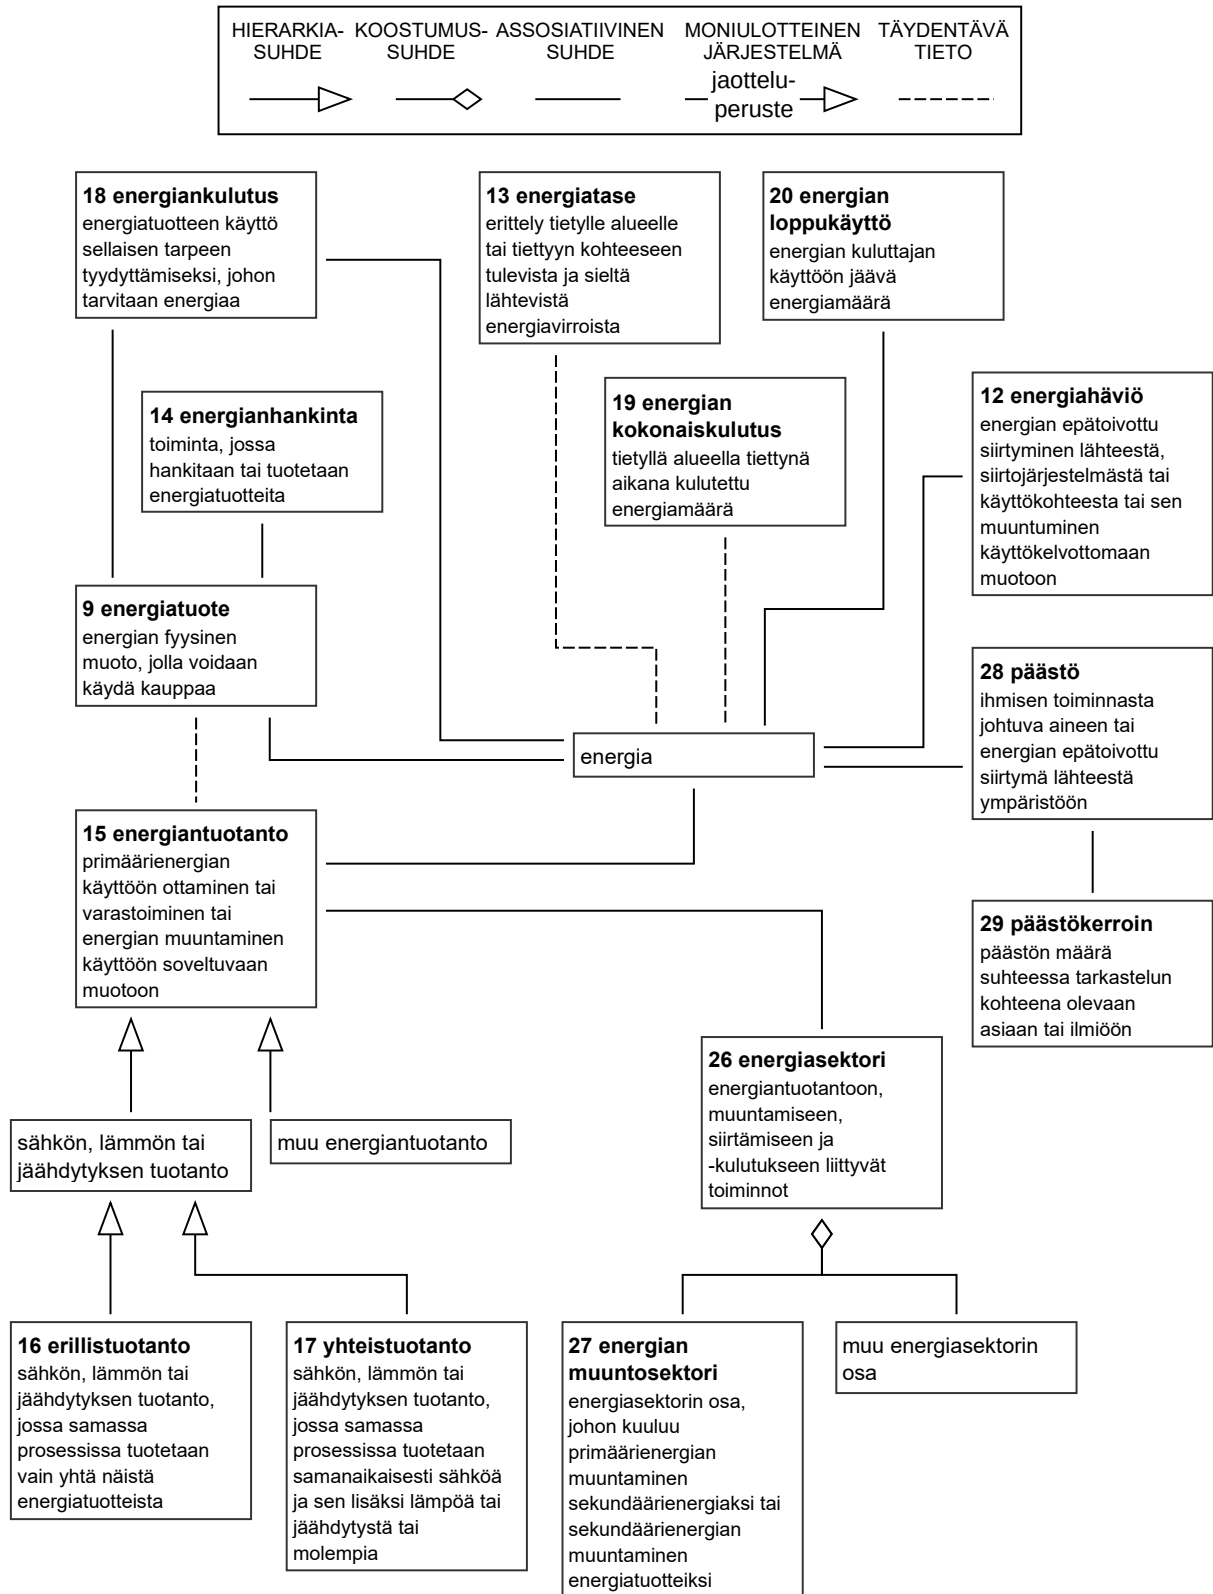 HIERARKIA-
SUHDE
KOOSTUMUS-
SUHDE
ASSOSIATIIVINEN
SUHDE
MONIULOTTEINEN
JÄRJESTELMÄ
TÄYDENTÄVÄ
TIETO
jaottelu-
peruste
18 energiankulutus
energiatuotteen käyttö
sellaisen tarpeen
tyydyttämiseksi, johon
tarvitaan energiaa
13 energiatase
erittely tietylle alueelle
tai tiettyyn kohteeseen
tulevista ja sieltä
lähtevistä
energiavirroista
20 energian
loppukäyttö
energian kuluttajan
käyttöön jäävä
energiamäärä
14 energianhankinta
toiminta, jossa
hankitaan tai tuotetaan
energiatuotteita
19 energian
kokonaiskulutus
tietyllä alueella tiettynä
aikana kulutettu
energiamäärä
12 energiahäviö
energian epätoivottu
siirtyminen lähteestä,
siirtojärjestelmästä tai
käyttökohteesta tai sen
muuntuminen
käyttökelvottomaan
muotoon
9 energiatuote
energian fyysinen
muoto, jolla voidaan
käydä kauppaa
energia
28 päästö
ihmisen toiminnasta
johtuva aineen tai
energian epätoivottu
siirtymä lähteestä
ympäristöön
15 energiantuotanto
primäärienergian
käyttöön ottaminen tai
varastoiminen tai
energian muuntaminen
käyttöön soveltuvaan
muotoon
29 päästökerroin
päästön määrä
suhteessa tarkastelun
kohteena olevaan
asiaan tai ilmiöön
26 energiasektori
energiantuotantoon,
muuntamiseen,
siirtämiseen ja
-kulutukseen liittyvät
toiminnot
sähkön, lämmön tai
jäähdytyksen tuotanto
muu energiantuotanto
16 erillistuotanto
sähkön, lämmön tai
jäähdytyksen tuotanto,
jossa samassa
prosessissa tuotetaan
vain yhtä näistä
energiatuotteista
17 yhteistuotanto
sähkön, lämmön tai
jäähdytyksen tuotanto,
jossa samassa
prosessissa tuotetaan
samanaikaisesti sähköä
ja sen lisäksi lämpöä tai
jäähdytystä tai
molempia
27 energian
muuntosektori
energiasektorin osa,
johon kuuluu
primäärienergian
muuntaminen
sekundäärienergiaksi tai
sekundäärienergian
muuntaminen
energiatuotteiksi
muu energiasektorin
osa